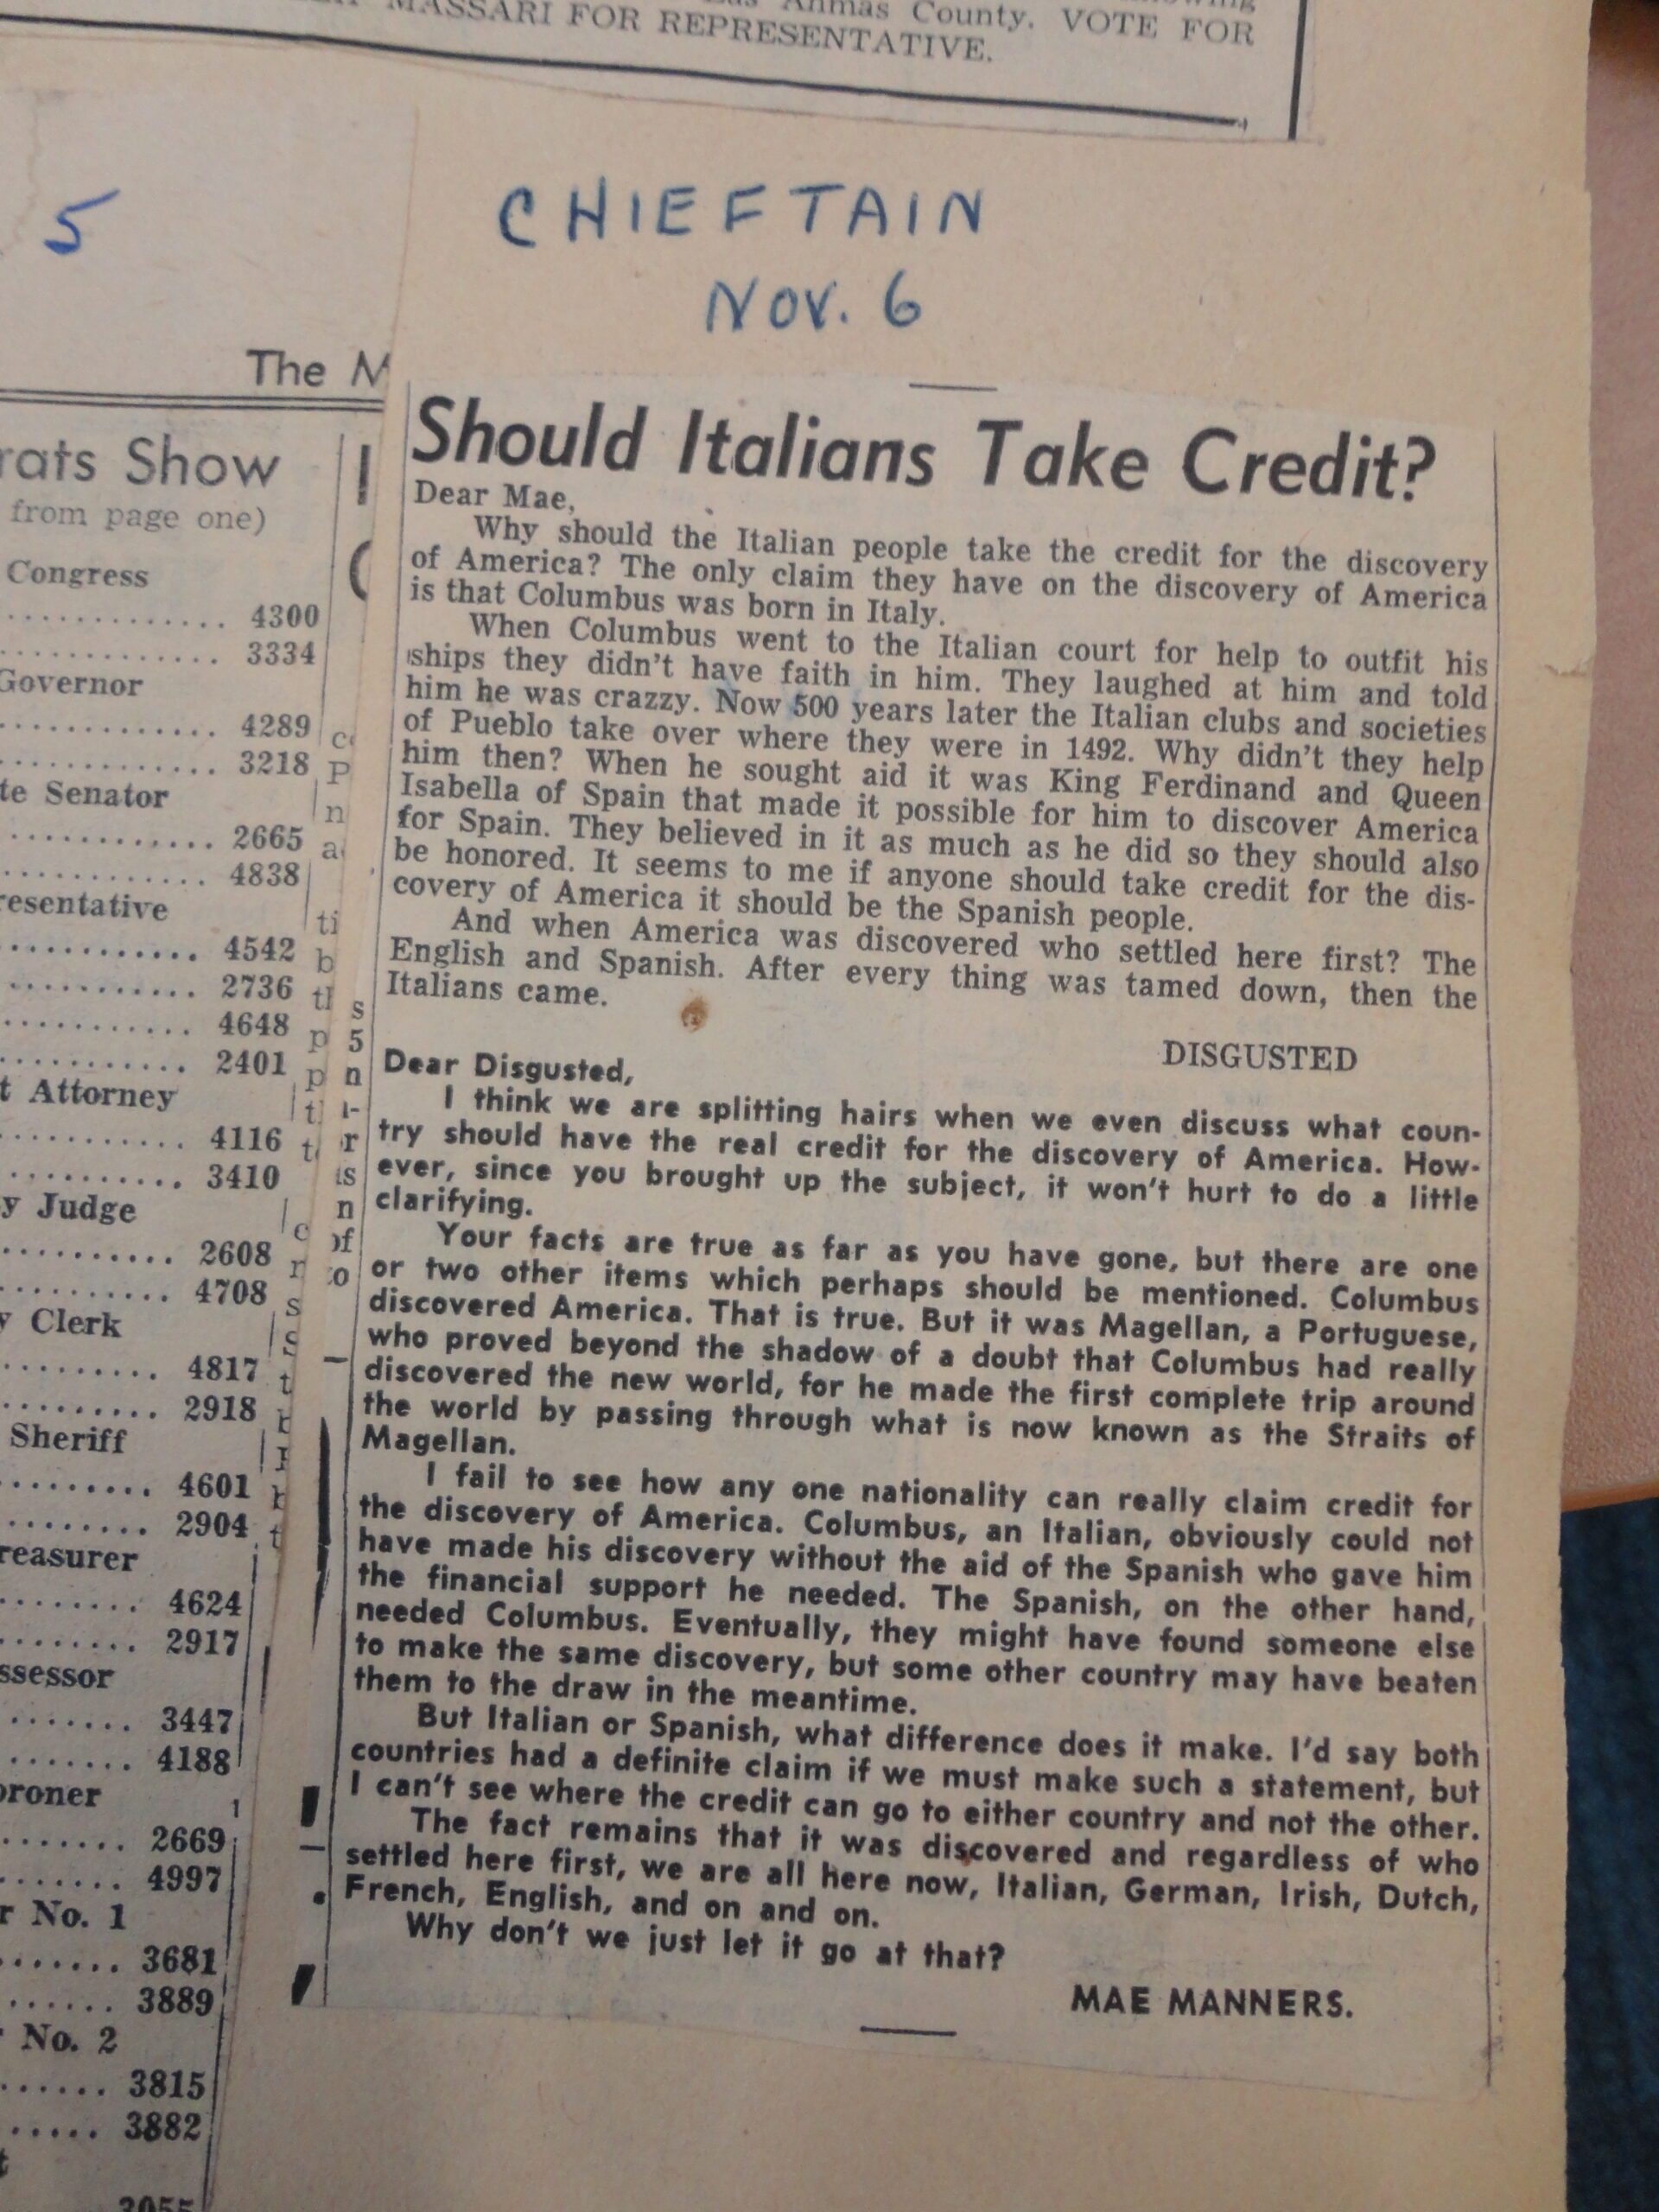 Animas County. VOTE FOR
MASSARI FOR REPRESENTATIVE.
5
CHIEFTAIN
NOV. 6
The M
rats Show
from page one)
Congress
............. 4300
............. 3334
Governor
............. 4289
............. 3218
te Senator
............ 2665
............ 4838
resentative
............ 4542
........... 2736
........... 4648
........... 2401
t Attorney
........... 4116
.......... 3410
y Judge
.......... 2608
.......... 4708
y Clerk
......... 4817
......... 2918
Sheriff
......... 4601
........ 2904
reasurer
........ 4624
........ 2917
ssessor
....... 3447
....... 4188
oroner
....... 2669
....... 4997
r No. 1
....... 3681
...... 3889
No. 2
...... 3815
..... 3882
Should Italians Take Credit?
Dear Mae,
Why should the Italian people take the credit for the discovery
of America? The only claim they have on the discovery of America
is that Columbus was born in Italy.
When Columbus went to the Italian court for help to outfit his
ships they didn't have faith in him. They laughed at him and told
him he was crazzy. Now 500 years later the Italian clubs and societies
of Pueblo take over where they were in 1492. Why didn't they help
him then? When he sought aid it was King Ferdinand and Queen
Isabella of Spain that made it possible for him to discover America
for Spain. They believed in it as much as he did so they should also
be honored. It seems to me if anyone should take credit for the dis-
covery of America it should be the Spanish people.
And when America was discovered who settled here first? The
English and Spanish. After every thing was tamed down, then the
Italians came.
DISGUSTED
Dear Disgusted,
I think we are splitting hairs when we even discuss what coun-
try should have the real credit for the discovery of America. How-
ever, since you brought up the subject, it won't hurt to do a little
clarifying.
Your facts are true as far as you have gone, but there are one
or two other items which perhaps should be mentioned. Columbus
discovered America. That is true. But it was Magellan, a Portuguese,
who proved beyond the shadow of a doubt that Columbus had really
discovered the new world, for he made the first complete trip around
the world by passing through what is now known as the Straits of
Magellan.
I fail to see how any one nationality can really claim credit for
the discovery of America. Columbus, an Italian, obviously could not
have made his discovery without the aid of the Spanish who gave him
the financial support he needed. The Spanish, on the other hand,
needed Columbus. Eventually, they might have found someone else
to make the same discovery, but some other country may have beaten
them to the draw in the meantime.
But Italian or Spanish, what difference does it make. I'd say both
countries had a definite claim if we must make such a statement, but
I can't see where the credit can go to either country and not the other.
The fact remains that it was discovered and regardless of who
settled here first, we are all here now, Italian, German, Irish, Dutch,
French, English, and on and on.
Why don't we just let it go at that?
MAE MANNERS.